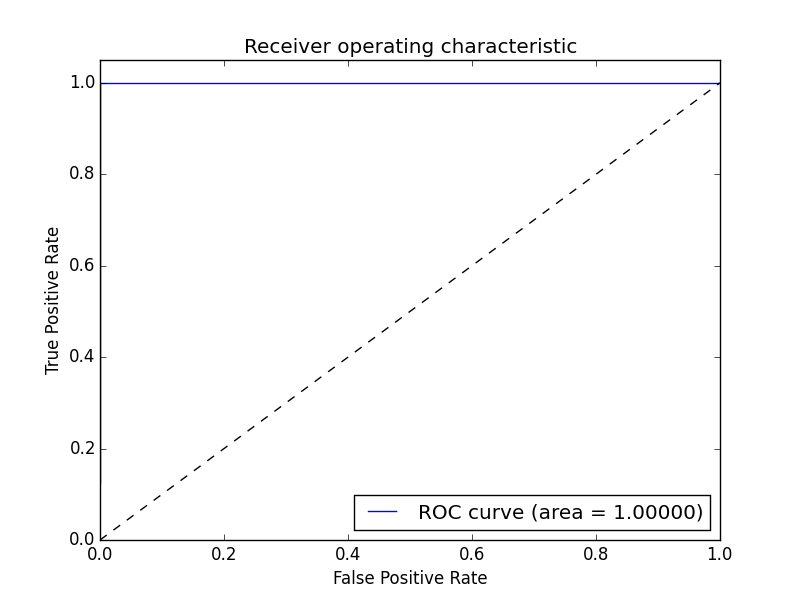 Receiver operating characteristic
1.0
0.8
0.6
0.4
0.2
0.0
True Positive Rate
ROC curve (area = 1.00000)
0.0 0.2 0.4 0.6 0.8 1.0
False Positive Rate